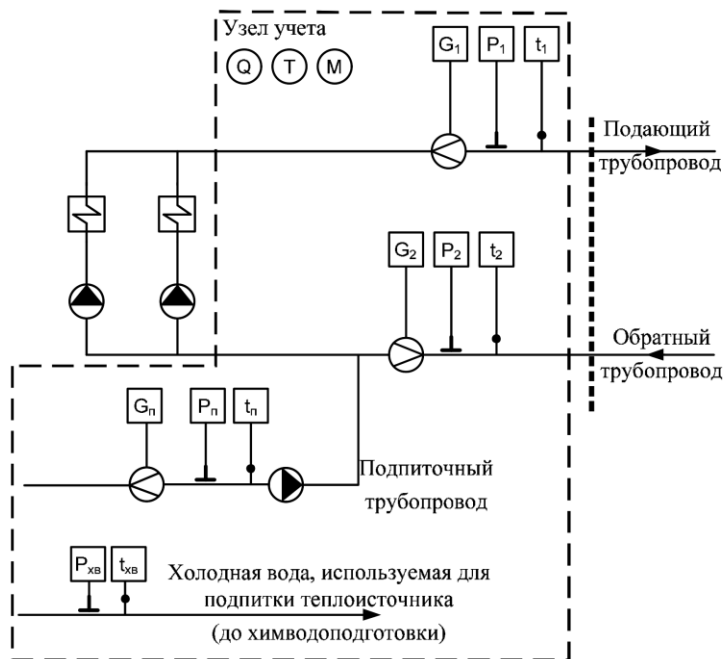 Узел учета
Q T M
G₁ P₁ t₁
Подающий
трубопровод
G₂ P₂ t₂
Обратный
трубопровод
Gп Pп tп
Подпиточный
трубопровод
Pхв tхв
Холодная вода, используемая для
подпитки теплоисточника
(до химводоподготовки)